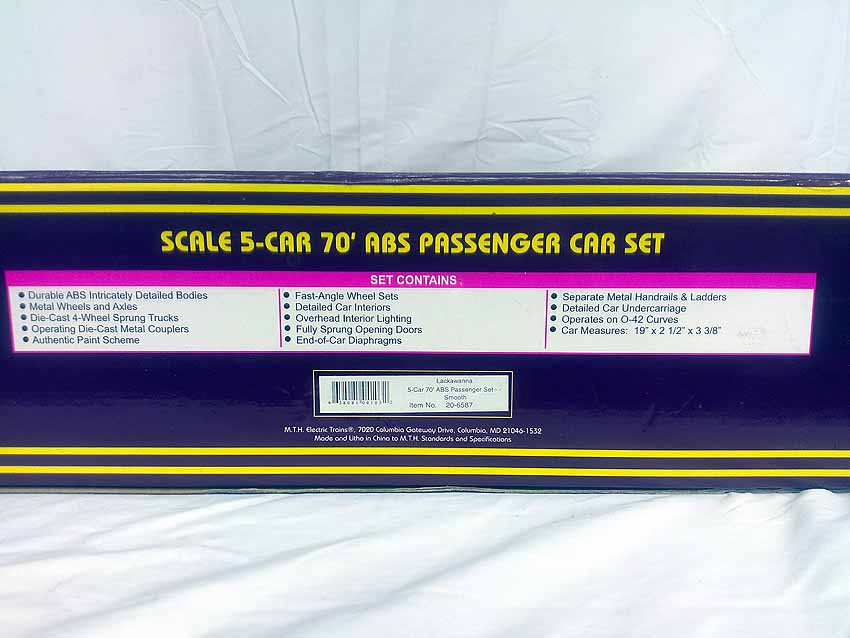 SCALE 5-CAR 70' ABS PASSENGER CAR SET
SET CONTAINS
• Durable ABS Intricately Detailed Bodies
• Metal Wheels and Axles
• Die-Cast 4-Wheel Sprung Trucks
• Operating Die-Cast Metal Couplers
• Authentic Paint Scheme
• Fast-Angle Wheel Sets
• Detailed Car Interiors
• Overhead Interior Lighting
• Fully Sprung Opening Doors
• End-of-Car Diaphragms
• Separate Metal Handrails & Ladders
• Detailed Car Undercarriage
• Operates on O-42 Curves
• Car Measures: 19" x 2 1/2" x 3 3/8"
Lackawanna
5-Car 70' ABS Passenger Set - -
Smooth
Item No. 20-6587
M.T.H. Electric Trains®, 7020 Columbia Gateway Drive, Columbia, MD 21046-1532
Made and Litho in China to M.T.H. Standards and Specifications